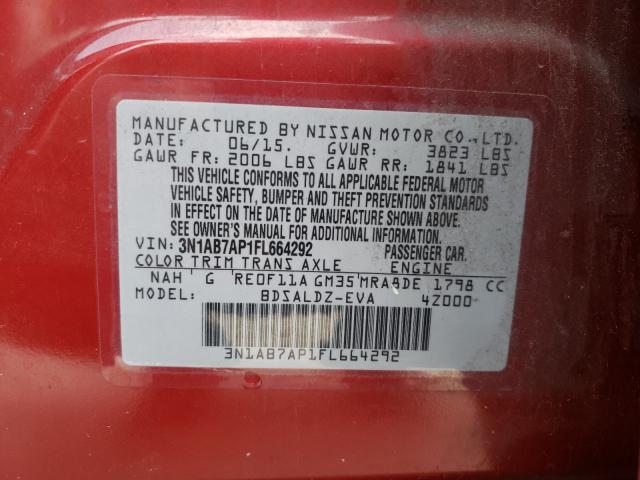 MANUFACTURED BY NISSAN MOTOR CO.,LTD.
DATE: 06/15. GVWR: 3823 LBS
GAWR FR: 2006 LBS GAWR RR: 1841 LBS
THIS VEHICLE CONFORMS TO ALL APPLICABLE FEDERAL MOTOR
VEHICLE SAFETY, BUMPER AND THEFT PREVENTION STANDARDS
IN EFFECT ON THE DATE OF MANUFACTURE SHOWN ABOVE.
SEE MANUAL FOR ADDITIONAL INFORMATION.
VIN: 3N1AB7AP1FL664292 PASSENGER CAR.
COLOR TRIM TRANS AXLE ENGINE
NAH G RE0F11A GM35 MRA8DE 1798 CC
MODEL: BDSALDZ-EVA 4Z000
3N1AB7AP1FL664292